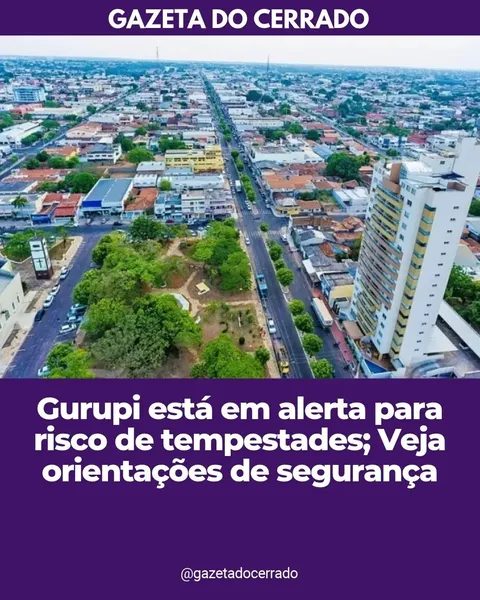 GAZETA DO CERRADO
Gurupi está em alerta para
risco de tempestades; Veja
orientações de segurança
@gazetadocerrado